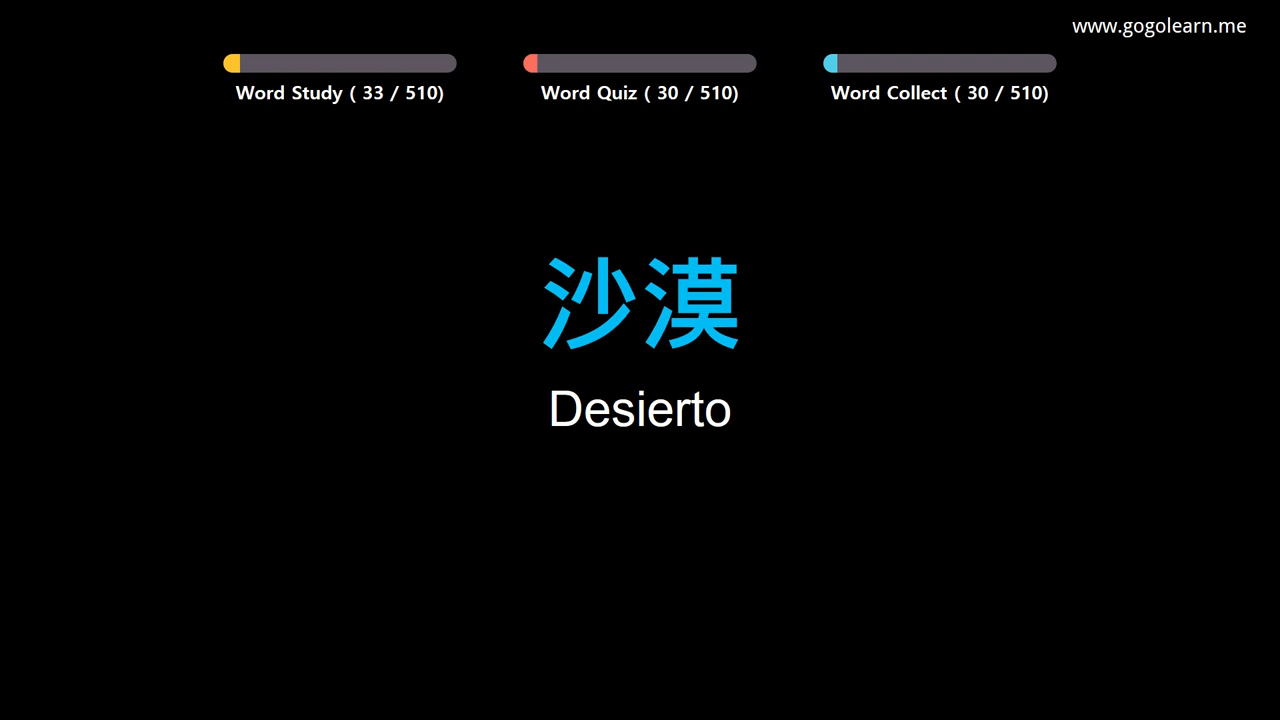 www.gogolearn.me
Word Study ( 33 / 510)
Word Quiz ( 30 / 510)
Word Collect ( 30 / 510)
沙漠
Desierto